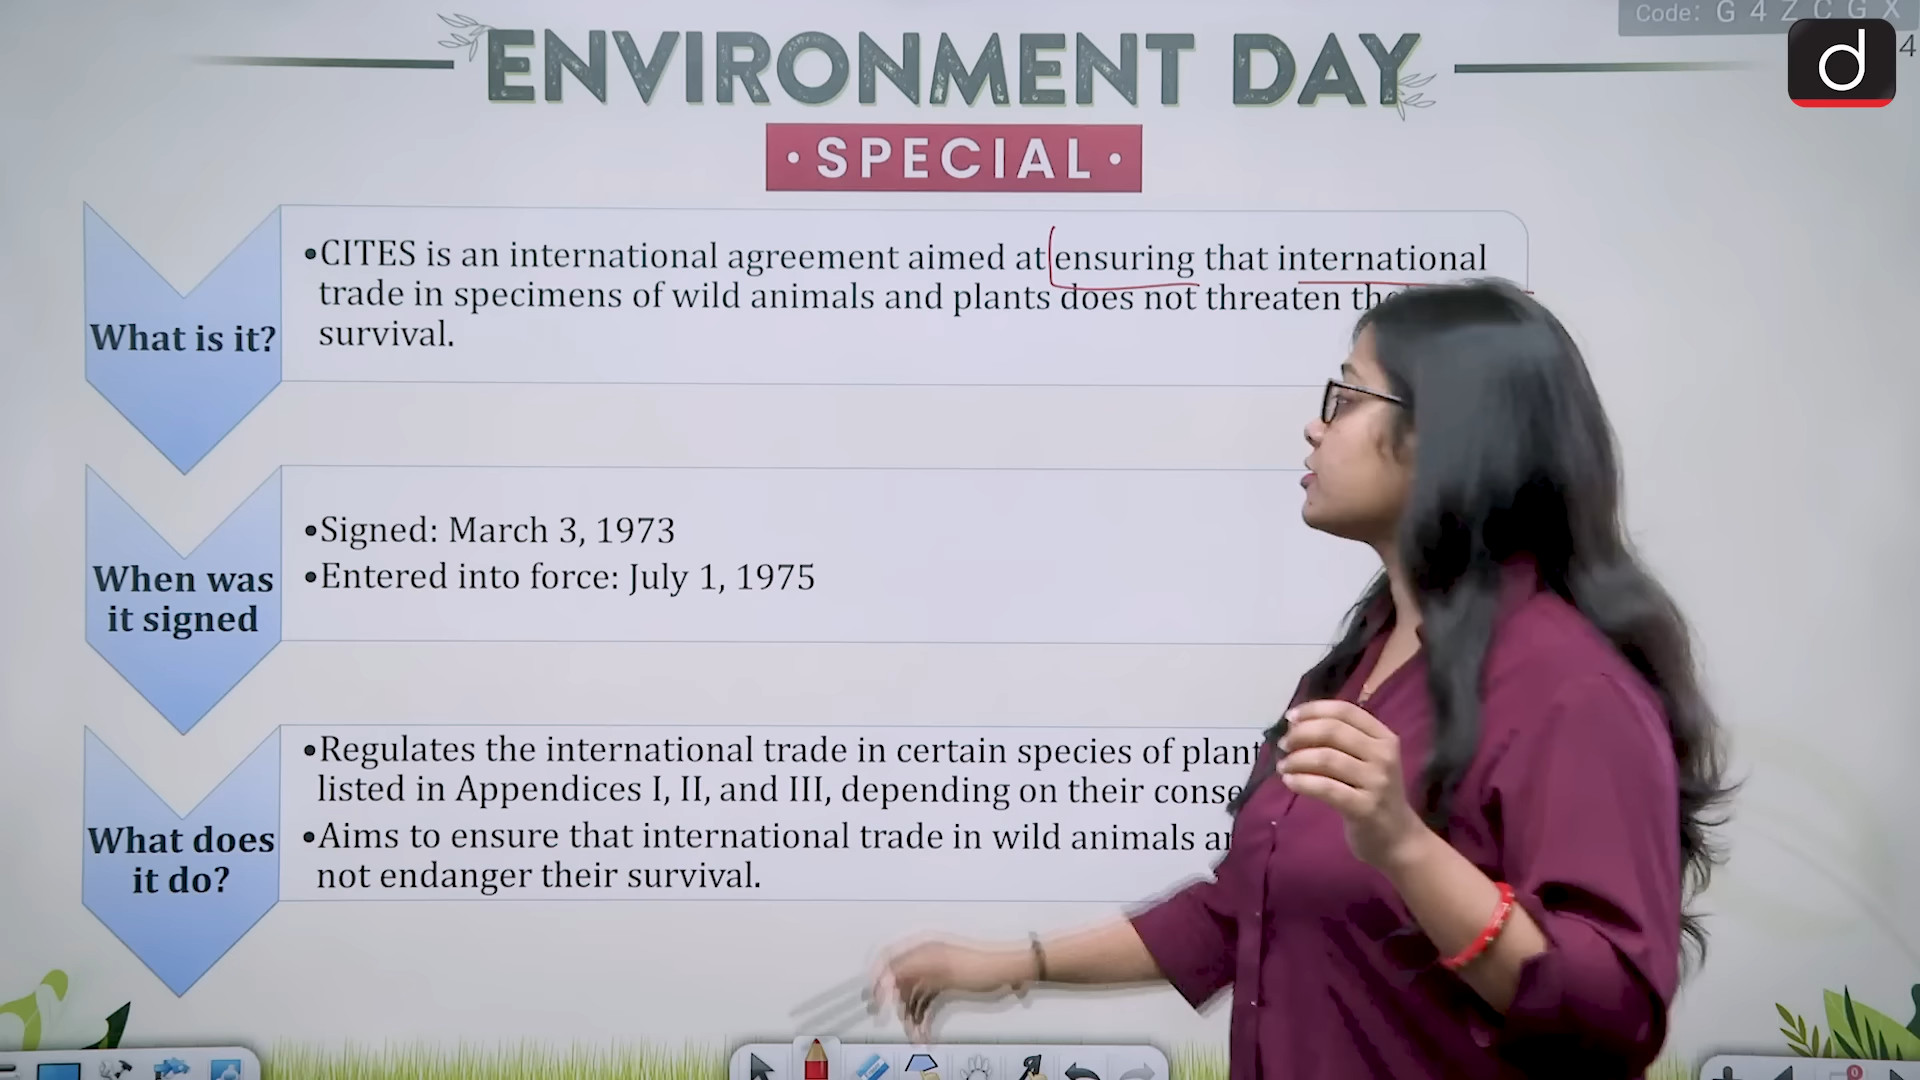 Code: G 4 Z C G X
4
d
ENVIRONMENT DAY
• SPECIAL •
What is it?
•CITES is an international agreement aimed at ensuring that international
trade in specimens of wild animals and plants does not threaten
survival.
When was
it signed
•Signed: March 3, 1973
•Entered into force: July 1, 1975
What does
it do?
•Regulates the international trade in certain species of plant
listed in Appendices I, II, and III, depending on their conse
•Aims to ensure that international trade in wild animals
not endanger their survival.
0